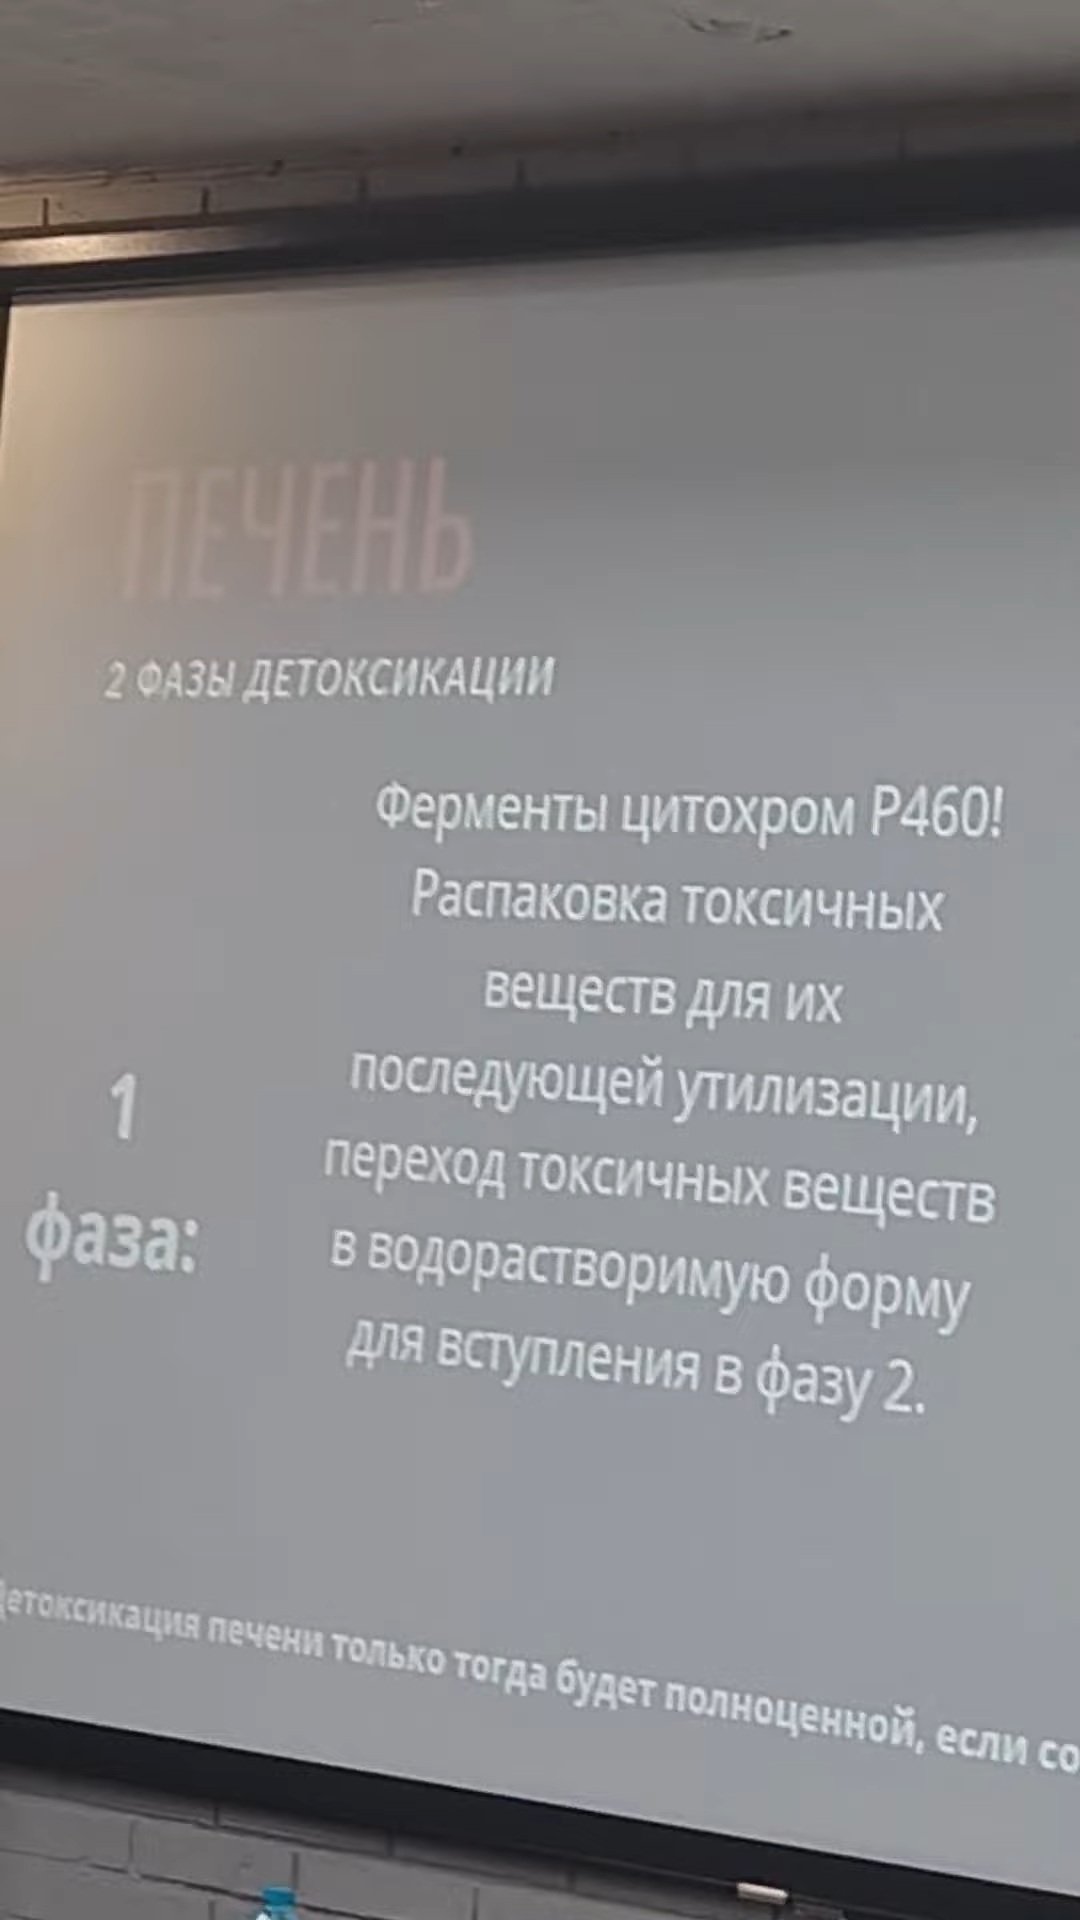 ПЕЧЕНЬ
2 ФАЗЫ ДЕТОКСИКАЦИИ
1
фаза:
Ферменты цитохром Р460!
Распаковка токсичных
веществ для их
последующей утилизации,
переход токсичных веществ
в водорастворимую форму
для вступления в фазу 2.
Детоксикация печени только тогда будет полноценной, если со